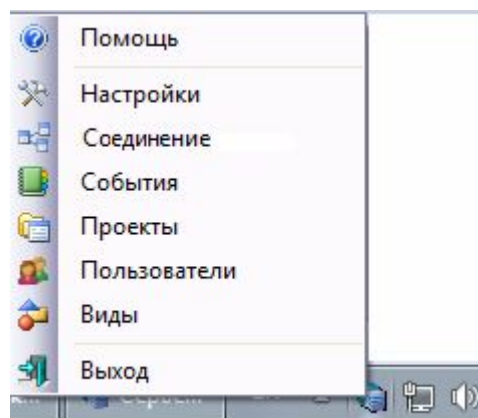 Помощь
Настройки
Соединение
События
Проекты
Пользователи
Виды
Выход